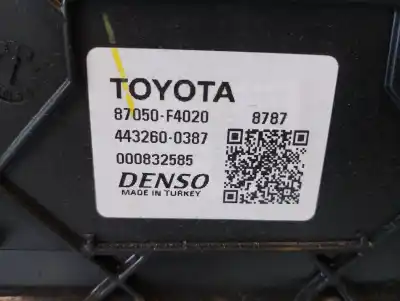 TOYOTA
87050-F4020 8787
443260-0387
000832585
DENSO
MADE IN TURKEY